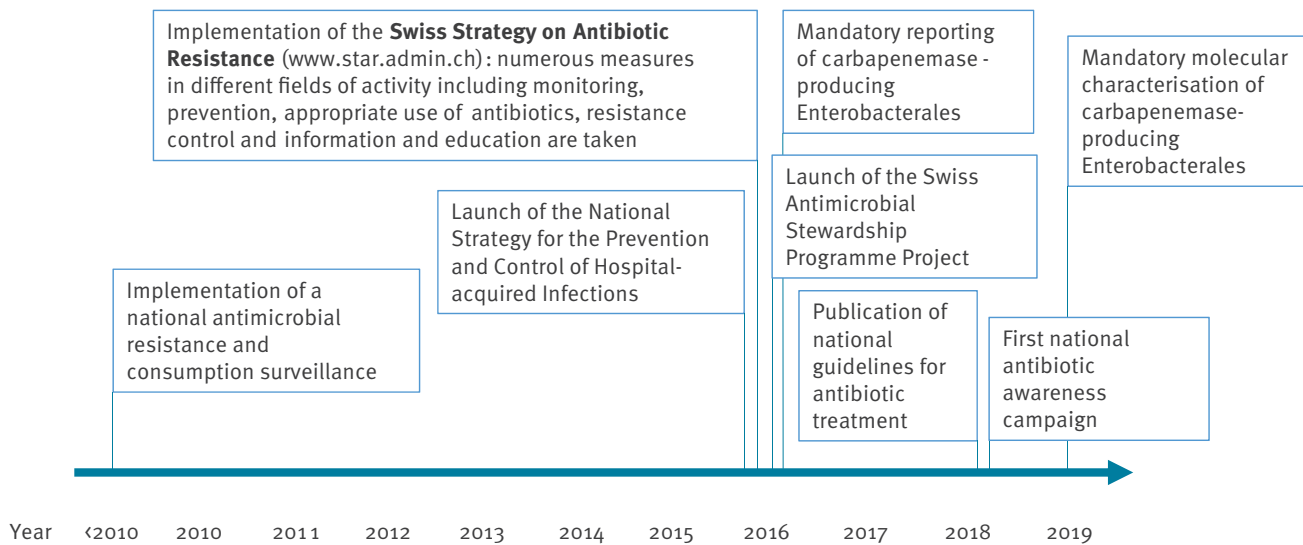 Implementation of the Swiss Strategy on Antibiotic
Resistance (www.star.admin.ch): numerous measures
in different fields of activity including monitoring,
prevention, appropriate use of antibiotics, resistance
control and information and education are taken
Mandatory reporting
of carbapenemase -
producing
Enterobacterales
Mandatory molecular
characterisation of
carbapenemase-
producing
Enterobacterales
Launch of the National
Strategy for the Prevention
and Control of Hospital-
acquired Infections
Launch of the Swiss
Antimicrobial
Stewardship
Programme Project
Implementation of a
national antimicrobial
resistance and
consumption surveillance
Publication of
national
guidelines for
antibiotic
treatment
First national
antibiotic
awareness
campaign
Year <2010 2010 2011 2012 2013 2014 2015 2016 2017 2018 2019